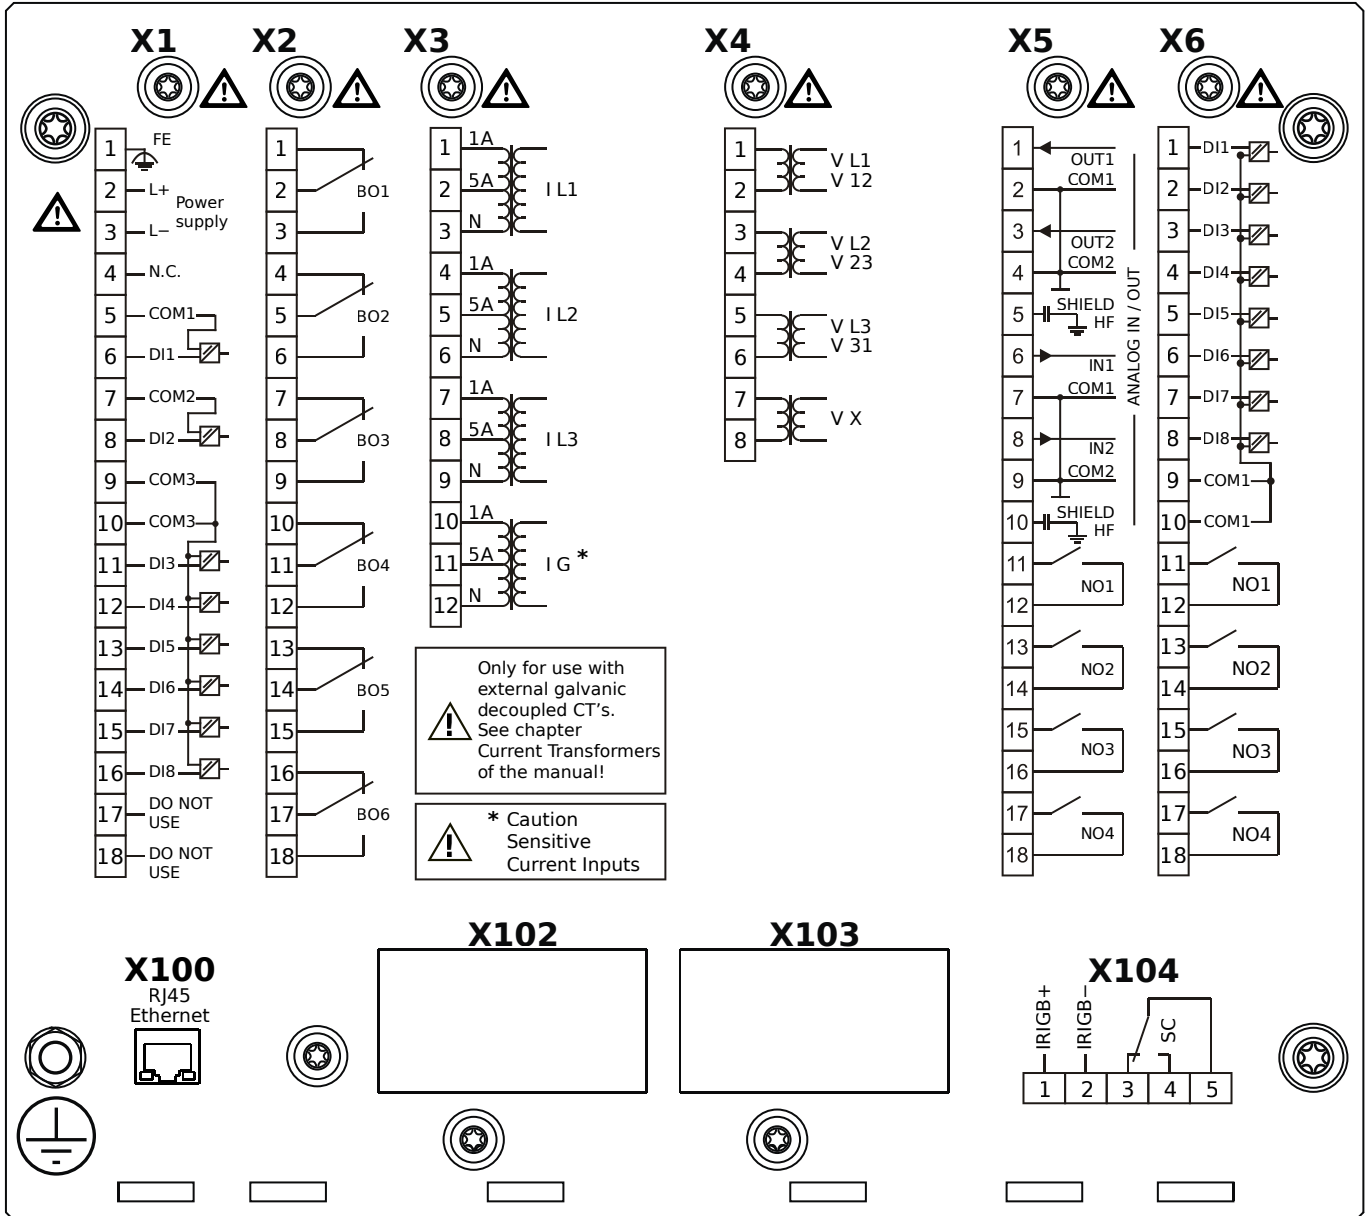 X1
X2
X3
X4
X5
X6
1 FE
2 L+
Power
supply
3 L−
4 N.C.
5 COM1
6 DI1
7 COM2
8 DI2
9 COM3
10 COM3
11 DI3
12 DI4
13 DI5
14 DI6
15 DI7
16 DI8
17 DO NOT
USE
18 DO NOT
USE
1
2 BO1
3
4
5 BO2
6
7
8 BO3
9
10
11 BO4
12
13
14 BO5
15
16
17 BO6
18
1 1A
2 5A I L1
3 N
4 1A
5 5A I L2
6 N
7 1A
8 5A I L3
9 N
10 1A
11 5A I G *
12 N
Only for use with
external galvanic
decoupled CT's.
See chapter
Current Transformers
of the manual!
* Caution
Sensitive
Current Inputs
1 V L1
2 V 12
3 V L2
4 V 23
5 V L3
6 V 31
7 V X
8
1 OUT1
2 COM1
3 OUT2
4 COM2
5 SHIELD
HF
6 IN1
7 COM1
8 IN2
9 COM2
10 SHIELD
HF
ANALOG IN / OUT
11 NO1
12
13 NO2
14
15 NO3
16
17 NO4
18
1 DI1
2 DI2
3 DI3
4 DI4
5 DI5
6 DI6
7 DI7
8 DI8
9 COM1
10 COM1
11 NO1
12
13 NO2
14
15 NO3
16
17 NO4
18
X100
RJ45
Ethernet
X102
X103
X104
IRIGB+
IRIGB−
SC
1 2 3 4 5